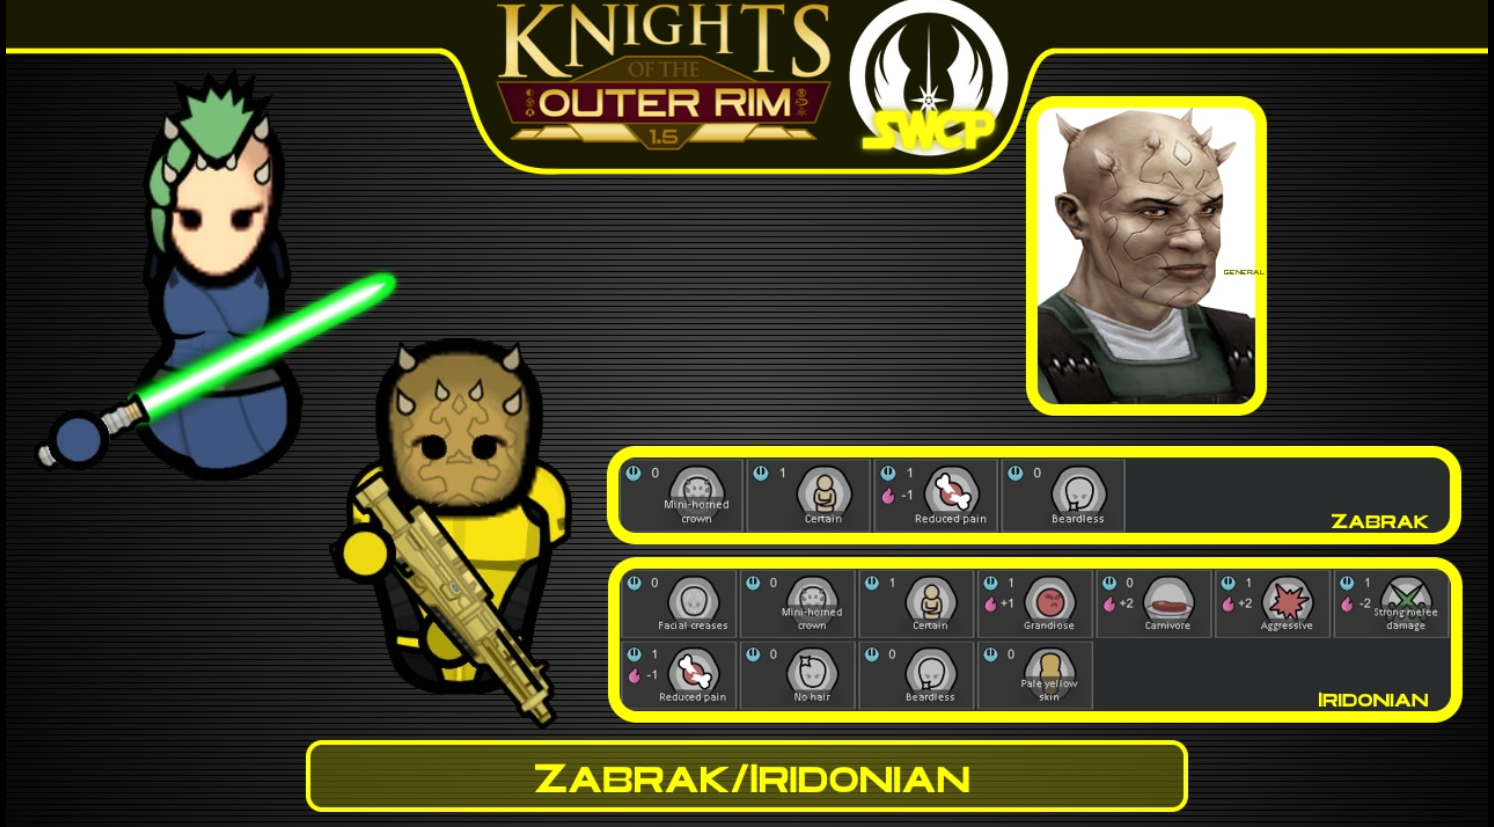 KNIGHTS
OF THE
OUTER RIM
1.5
SWCP
GENERAL
0
Mini-horned
crown
1
Certain
1
-1
Reduced pain
0
Beardless
ZABRAK
0
Facial creases
0
Mini-horned
crown
1
Certain
1
+1
Grandiose
0
+2
Carnivore
1
+2
Aggressive
1
-2
Strong melee
damage
1
-1
Reduced pain
0
No hair
0
Beardless
0
Pale yellow
skin
IRIDONIAN
ZABRAK/IRIDONIAN